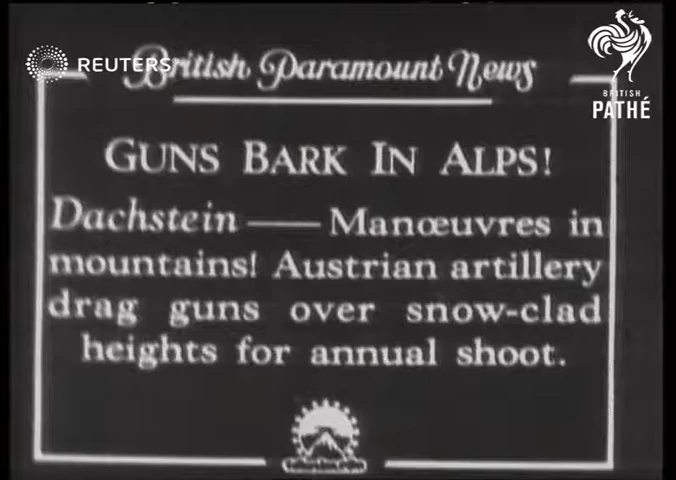 REUTERS
British Paramount News
BRITISH
PATHÉ
GUNS BARK IN ALPS!
Dachstein — Manœuvres in
mountains! Austrian artillery
drag guns over snow-clad
heights for annual shoot.